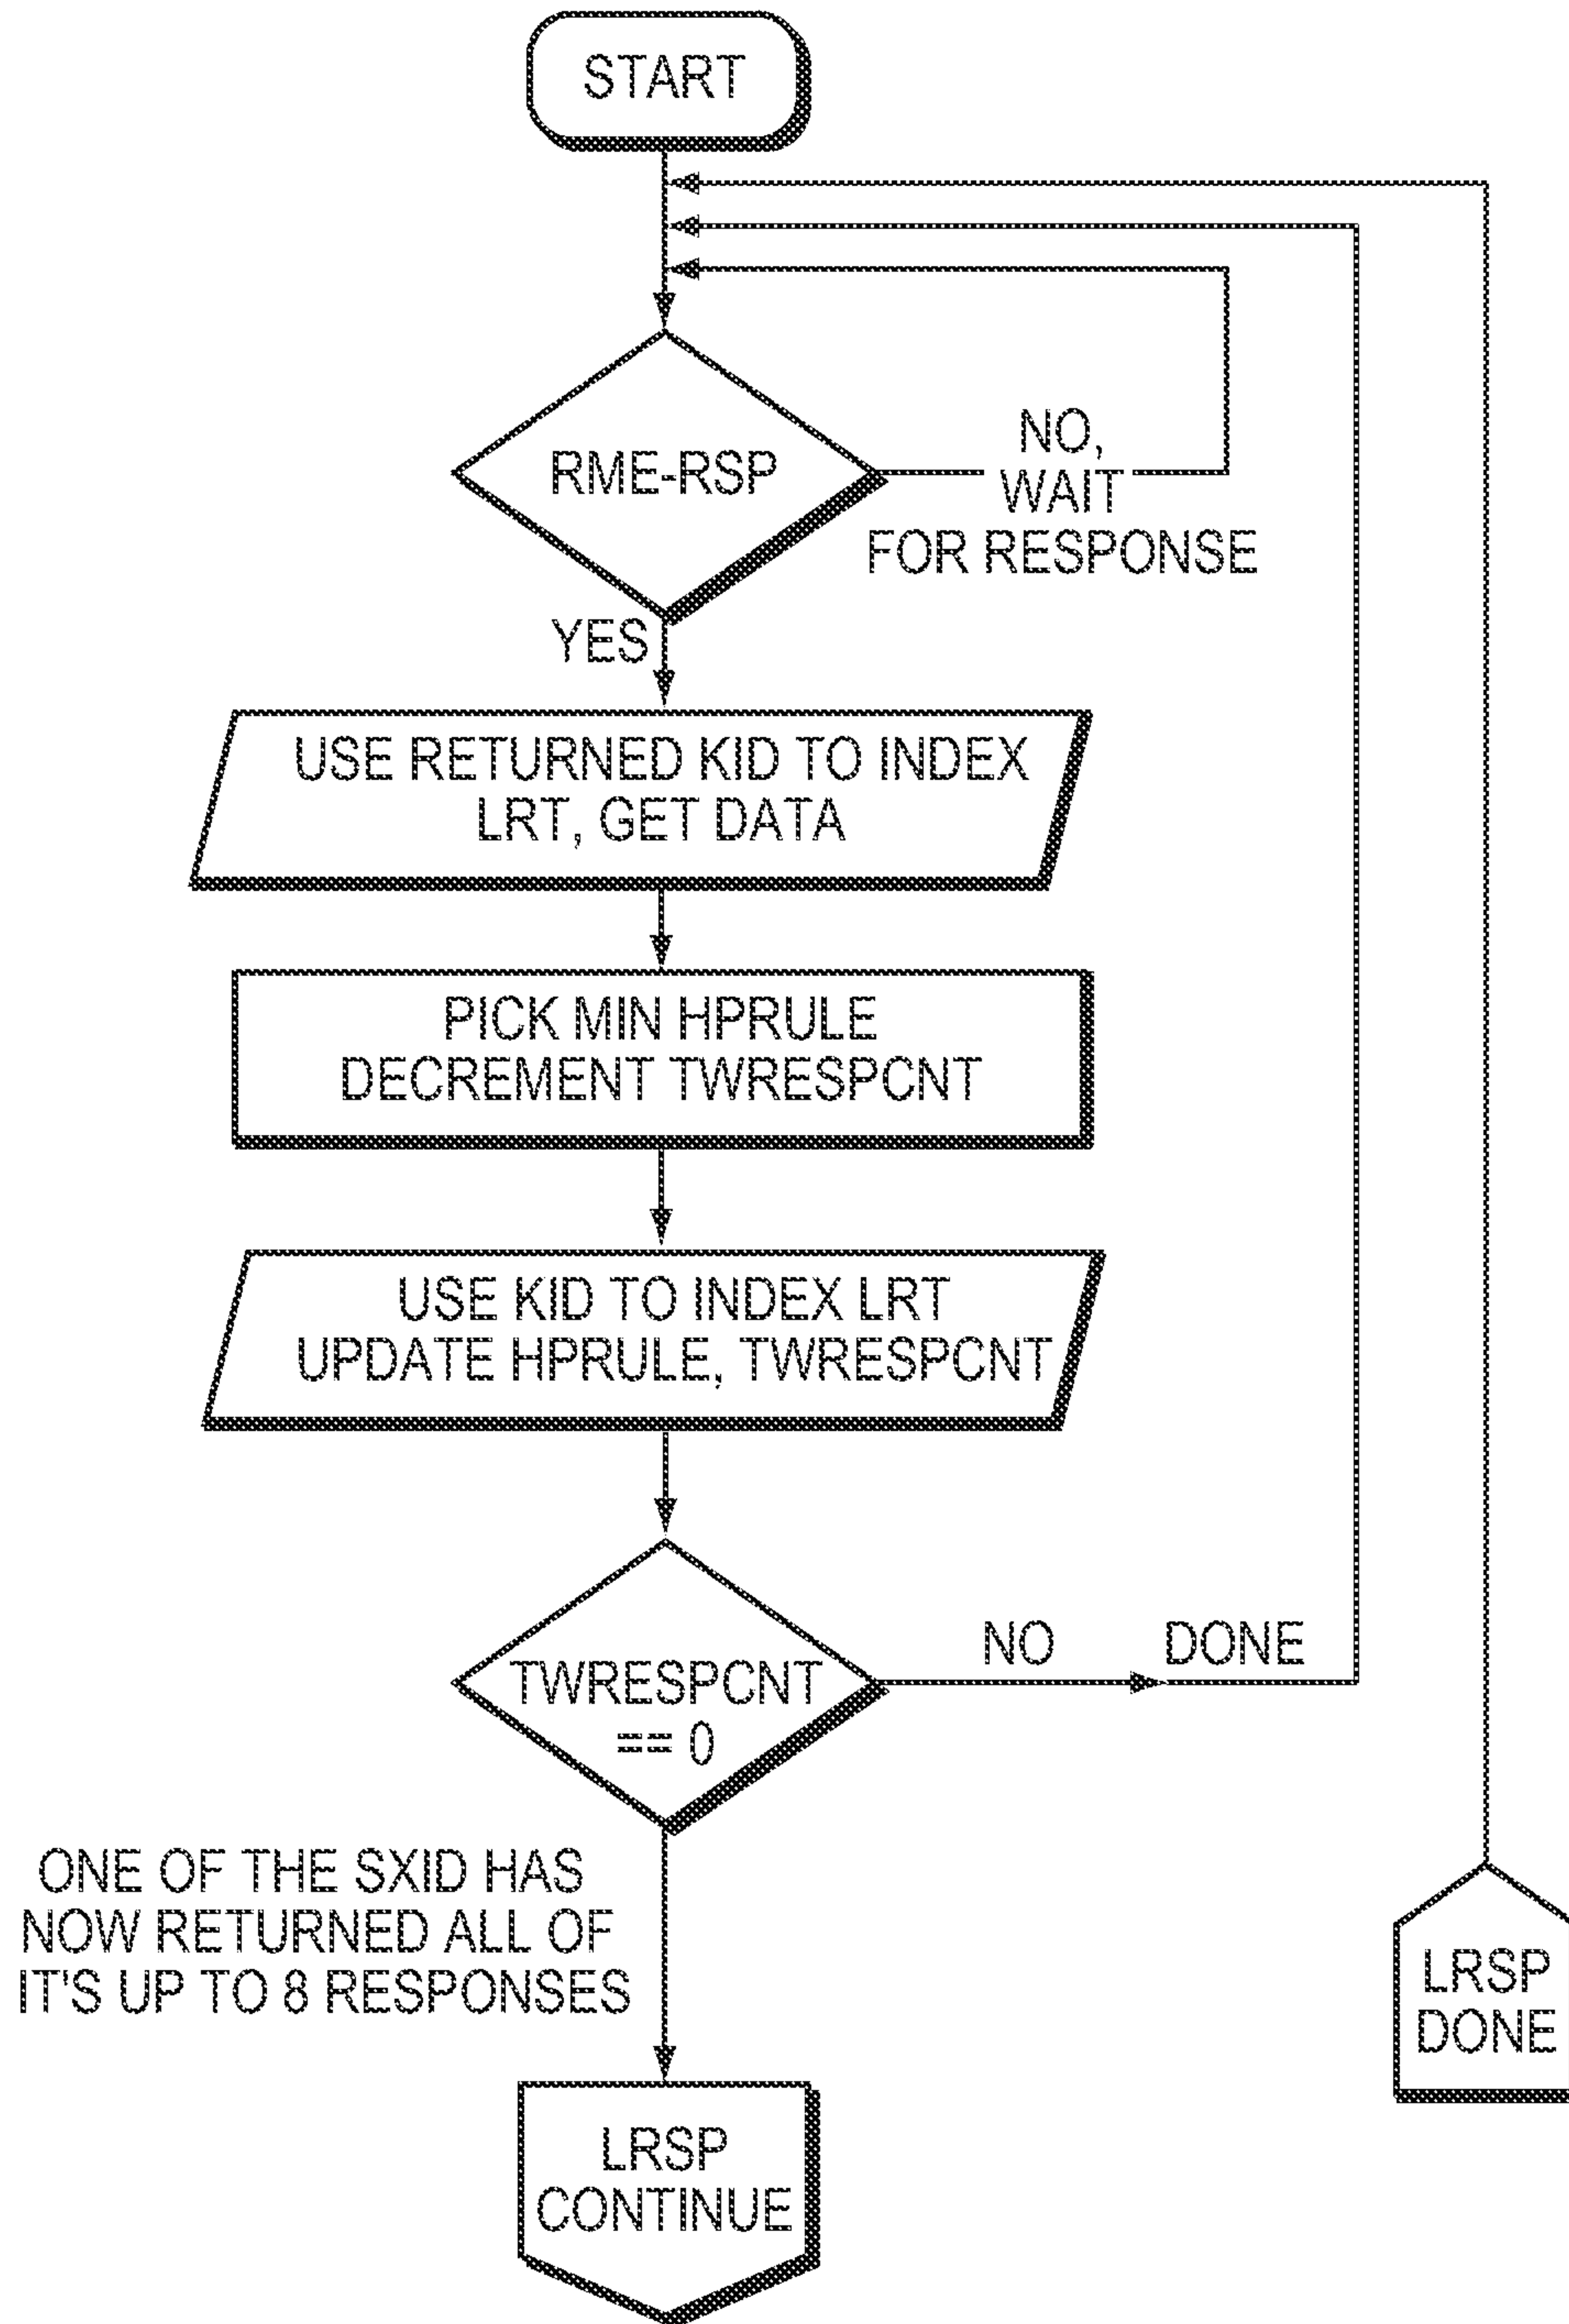 START
RME-RSP
NO,
WAIT
FOR RESPONSE
YES
USE RETURNED KID TO INDEX
LRT, GET DATA
PICK MIN HPRULE
DECREMENT TWRESPCNT
USE KID TO INDEX LRT
UPDATE HPRULE, TWRESPCNT
TWRESPCNT
== 0
NO DONE
ONE OF THE SXID HAS
NOW RETURNED ALL OF
IT'S UP TO 8 RESPONSES
LRSP
DONE
LRSP
CONTINUE